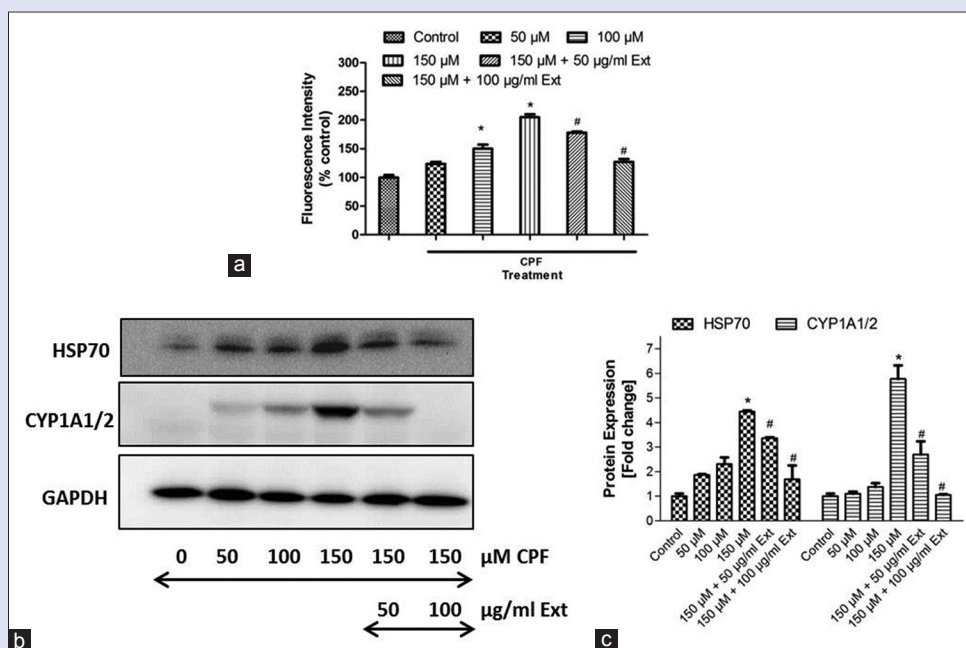 Control 50 µM 100 µM
150 µM 150 µM + 50 µg/ml Ext
150 µM + 100 µg/ml Ext
Fluorescence Intensity
(% control)
300
250
200
150
100
50
0
* * # #
CPF
Treatment
a
HSP70
CYP1A1/2
GAPDH
0 50 100 150 150 150 µM CPF
50 100 µg/ml Ext
b
HSP70 CYP1A1/2
Protein Expression
[Fold change]
7
6
5
4
3
2
1
0
* # # * # #
Control
50 µM
100 µM
150 µM
150 µM + 50 µg/ml Ext
150 µM + 100 µg/ml Ext
Control
50 µM
100 µM
150 µM
150 µM + 50 µg/ml Ext
150 µM + 100 µg/ml Ext
c